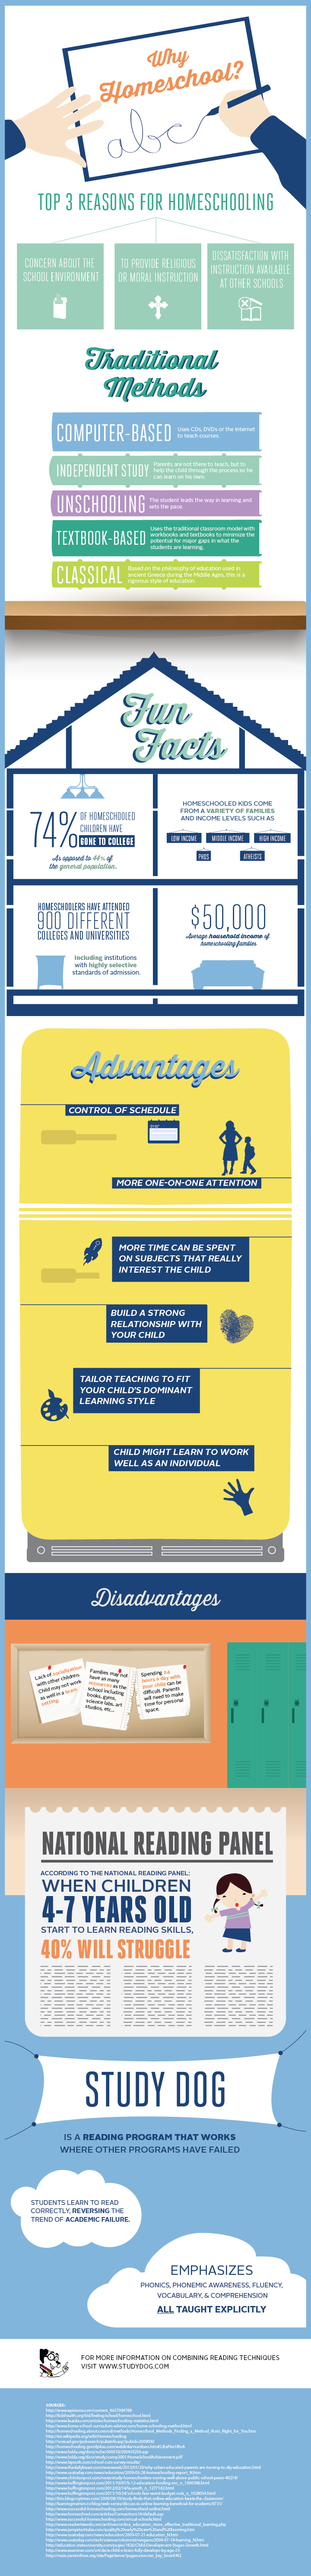 Why
Homeschool?
abc
TOP 3 REASONS FOR HOMESCHOOLING
CONCERN ABOUT THE
SCHOOL ENVIRONMENT
TO PROVIDE RELIGIOUS
OR MORAL INSTRUCTION
DISSATISFACTION WITH
INSTRUCTION AVAILABLE
AT OTHER SCHOOLS
Traditional
Methods
COMPUTER-BASED
Uses CDs, DVDs or the Internet
to teach courses.
INDEPENDENT STUDY
Parents are not there to teach, but to
help the child through the process so he
can learn on his own.
UNSCHOOLING
The student leads the way in learning and
sets the pace.
TEXTBOOK-BASED
Uses the traditional classroom model with
workbooks and textbooks to minimize the
potential for major gaps in what the
students are learning.
CLASSICAL
Based on the philosophy of education used in
ancient Greece during the Middle Ages, this is a
rigorous style of education.
Fun
Facts
74%
OF HOMESCHOOLED
CHILDREN HAVE
GONE TO COLLEGE
As opposed to 44% of
the general population.
HOMESCHOOLED KIDS COME
FROM A VARIETY OF FAMILIES
AND INCOME LEVELS SUCH AS
LOW INCOME
MIDDLE INCOME
HIGH INCOME
PHDS
ATHEISTS
HOMESCHOOLERS HAVE ATTENDED
900 DIFFERENT
COLLEGES AND UNIVERSITIES
Including institutions
with highly selective
standards of admission.
$50,000
Average household income of
homeschooling families
Advantages
CONTROL OF SCHEDULE
MORE ONE-ON-ONE ATTENTION
MORE TIME CAN BE SPENT
ON SUBJECTS THAT REALLY
INTEREST THE CHILD
BUILD A STRONG
RELATIONSHIP WITH
YOUR CHILD
TAILOR TEACHING TO FIT
YOUR CHILD'S DOMINANT
LEARNING STYLE
CHILD MIGHT LEARN TO WORK
WELL AS AN INDIVIDUAL
Disadvantages
Lack of socialization
with other children.
Child may not work
as well in a team
setting.
Families may not
have as many
resources as a
school including
books, gyms,
science labs, art
studios, etc...
Spending 24
hours a day with
your child can be
difficult. Parents
will need to make
time for personal
space.
NATIONAL READING PANEL
ACCORDING TO THE NATIONAL READING PANEL:
WHEN CHILDREN
4-7 YEARS OLD
START TO LEARN READING SKILLS,
40% WILL STRUGGLE
STUDY DOG
IS A READING PROGRAM THAT WORKS
WHERE OTHER PROGRAMS HAVE FAILED
STUDENTS LEARN TO READ
CORRECTLY, REVERSING THE
TREND OF ACADEMIC FAILURE.
EMPHASIZES
PHONICS, PHONEMIC AWARENESS, FLUENCY,
VOCABULARY, & COMPREHENSION
ALL TAUGHT EXPLICITLY
FOR MORE INFORMATION ON COMBINING READING TECHNIQUES
VISIT WWW.STUDYDOG.COM
SOURCES: